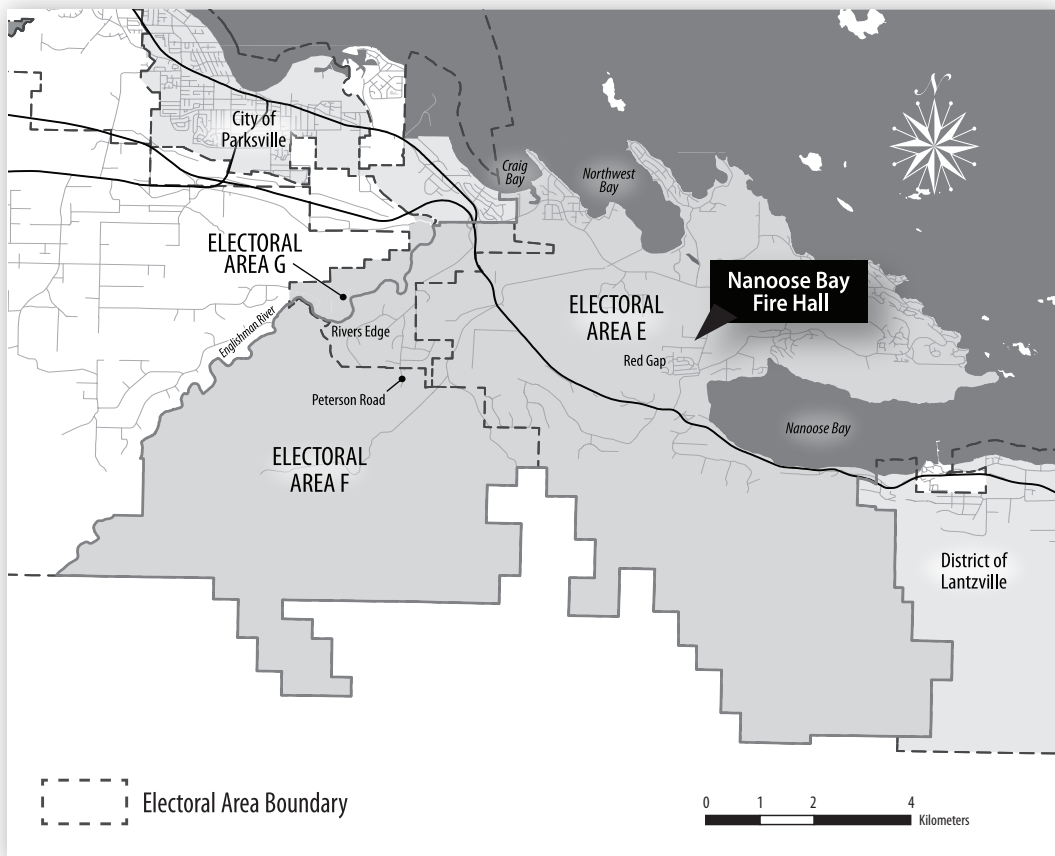 City of
Parksville
Craig
Bay
Northwest
Bay
ELECTORAL
AREA G
Nanoose Bay
Fire Hall
ELECTORAL
AREA E
Englishman River
Rivers Edge
Red Gap
Peterson Road
Nanoose Bay
ELECTORAL
AREA F
District of
Lantzville
Electoral Area Boundary
0 1 2 4
Kilometers
N